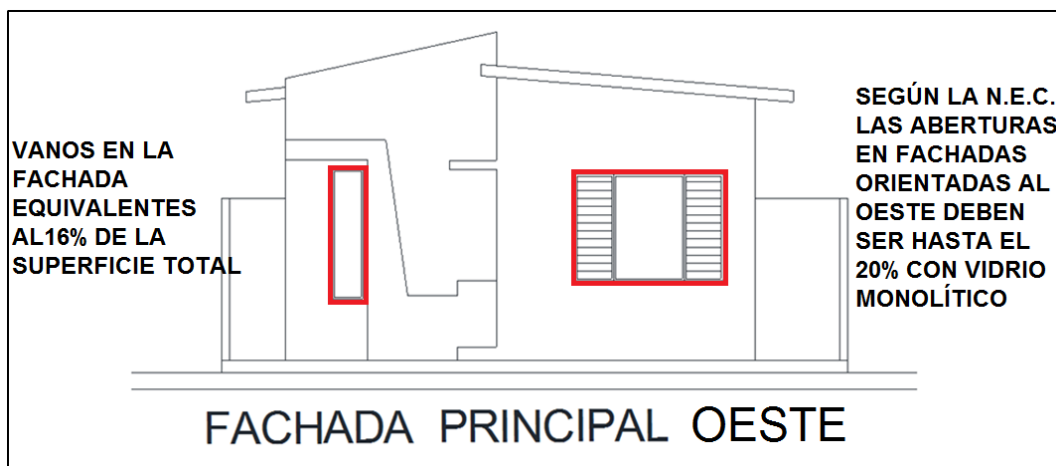 VANOS EN LA
FACHADA
EQUIVALENTES
AL16% DE LA
SUPERFICIE TOTAL
SEGÚN LA N.E.C.
LAS ABERTURAS
EN FACHADAS
ORIENTADAS AL
OESTE DEBEN
SER HASTA EL
20% CON VIDRIO
MONOLÍTICO
FACHADA PRINCIPAL OESTE